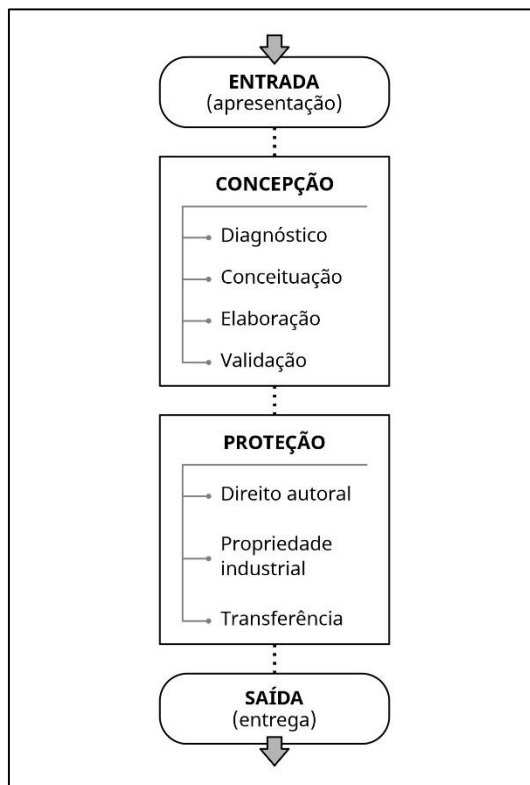 ENTRADA
(apresentação)
CONCEPÇÃO
Diagnóstico
Conceituação
Elaboração
Validação
PROTEÇÃO
Direito autoral
Propriedade
industrial
Transferência
SAÍDA
(entrega)